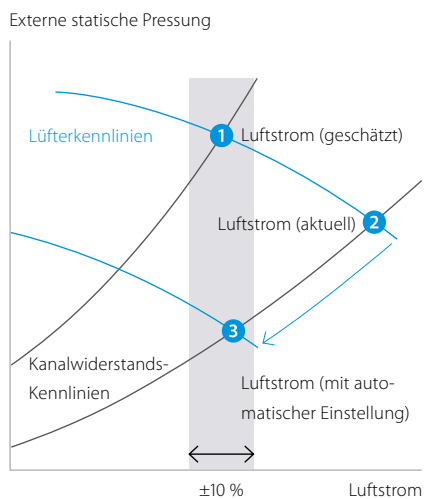 Externe statische Pressung
Lüfterkennlinien
1 Luftstrom (geschätzt)
Luftstrom (aktuell) 2
3
Kanalwiderstands-
Kennlinien
Luftstrom (mit auto-
matischer Einstellung)
±10 %
Luftstrom